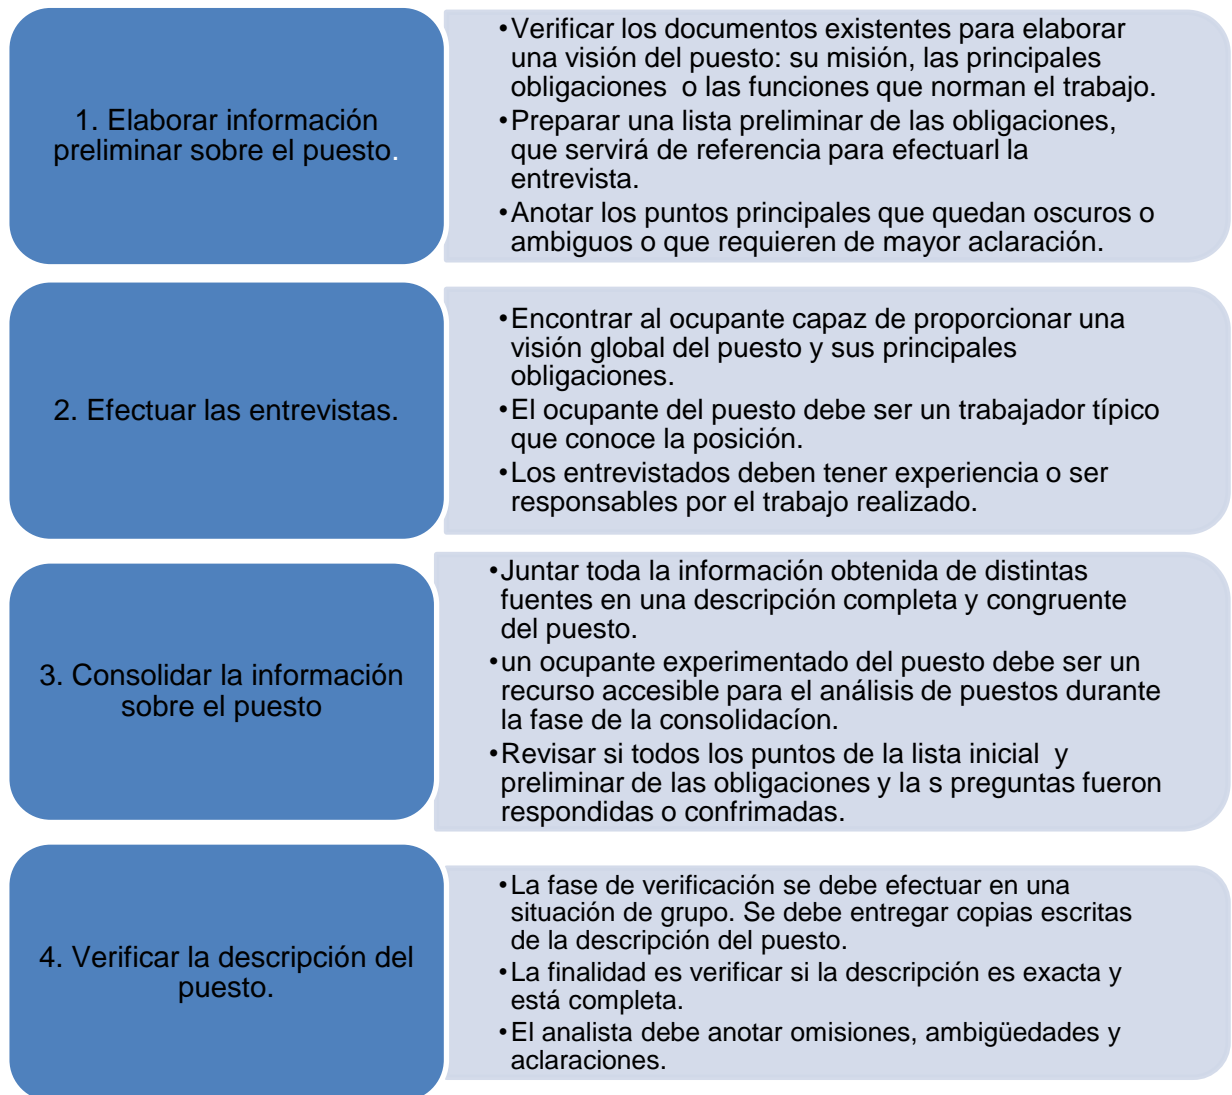 1. Elaborar información
preliminar sobre el puesto.
•Verificar los documentos existentes para elaborar
una visión del puesto: su misión, las principales
obligaciones  o las funciones que norman el trabajo.
•Preparar una lista preliminar de las obligaciones,
que servirá de referencia para efectuarl la
entrevista.
•Anotar los puntos principales que quedan oscuros o
ambiguos o que requieren de mayor aclaración.
2. Efectuar las entrevistas.
•Encontrar al ocupante capaz de proporcionar una
visión global del puesto y sus principales
obligaciones.
•El ocupante del puesto debe ser un trabajador típico
que conoce la posición.
•Los entrevistados deben tener experiencia o ser
responsables por el trabajo realizado.
3. Consolidar la información
sobre el puesto
•Juntar toda la información obtenida de distintas
fuentes en una descripción completa y congruente
del puesto.
•un ocupante experimentado del puesto debe ser un
recurso accesible para el análisis de puestos durante
la fase de la consolidacíon.
•Revisar si todos los puntos de la lista inicial  y
preliminar de las obligaciones y la s preguntas fueron
respondidas o confrimadas.
4. Verificar la descripción del
puesto.
•La fase de verificación se debe efectuar en una
situación de grupo. Se debe entregar copias escritas
de la descripción del puesto.
•La finalidad es verificar si la descripción es exacta y
está completa.
•El analista debe anotar omisiones, ambigüedades y
aclaraciones.